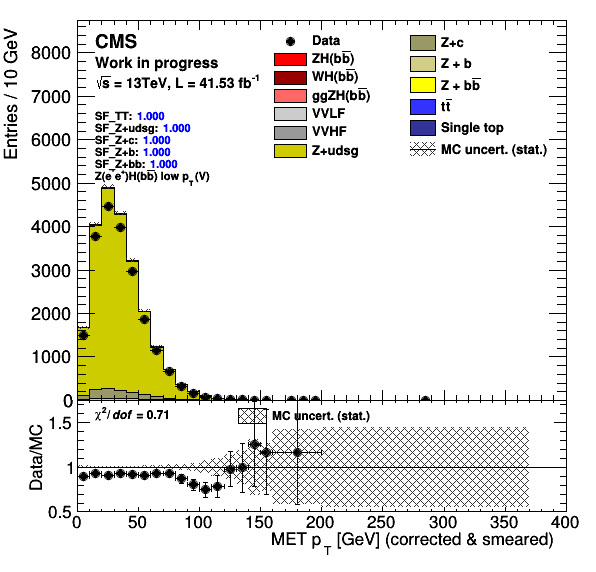 CMS
Work in progress
√s = 13TeV, L = 41.53 fb⁻¹
SF_TT: 1.000
SF_Z+udsg: 1.000
SF_Z+c: 1.000
SF_Z+b: 1.000
SF_Z+bb: 1.000
Z(e⁻e⁺)H(bb̅) low p_T(V)
Data
ZH(bb̅)
WH(bb̅)
ggZH(bb̅)
VVLF
VVHF
Z+udsg
Z+c
Z + b
Z + bb̅
tt̅
Single top
MC uncert. (stat.)
Entries / 10 GeV
8000
7000
6000
5000
4000
3000
2000
1000
0
χ²/dof = 0.71
MC uncert. (stat.)
Data/MC
1.5
1
0.5
0 50 100 150 200 250 300 350 400
MET p_T [GeV] (corrected & smeared)